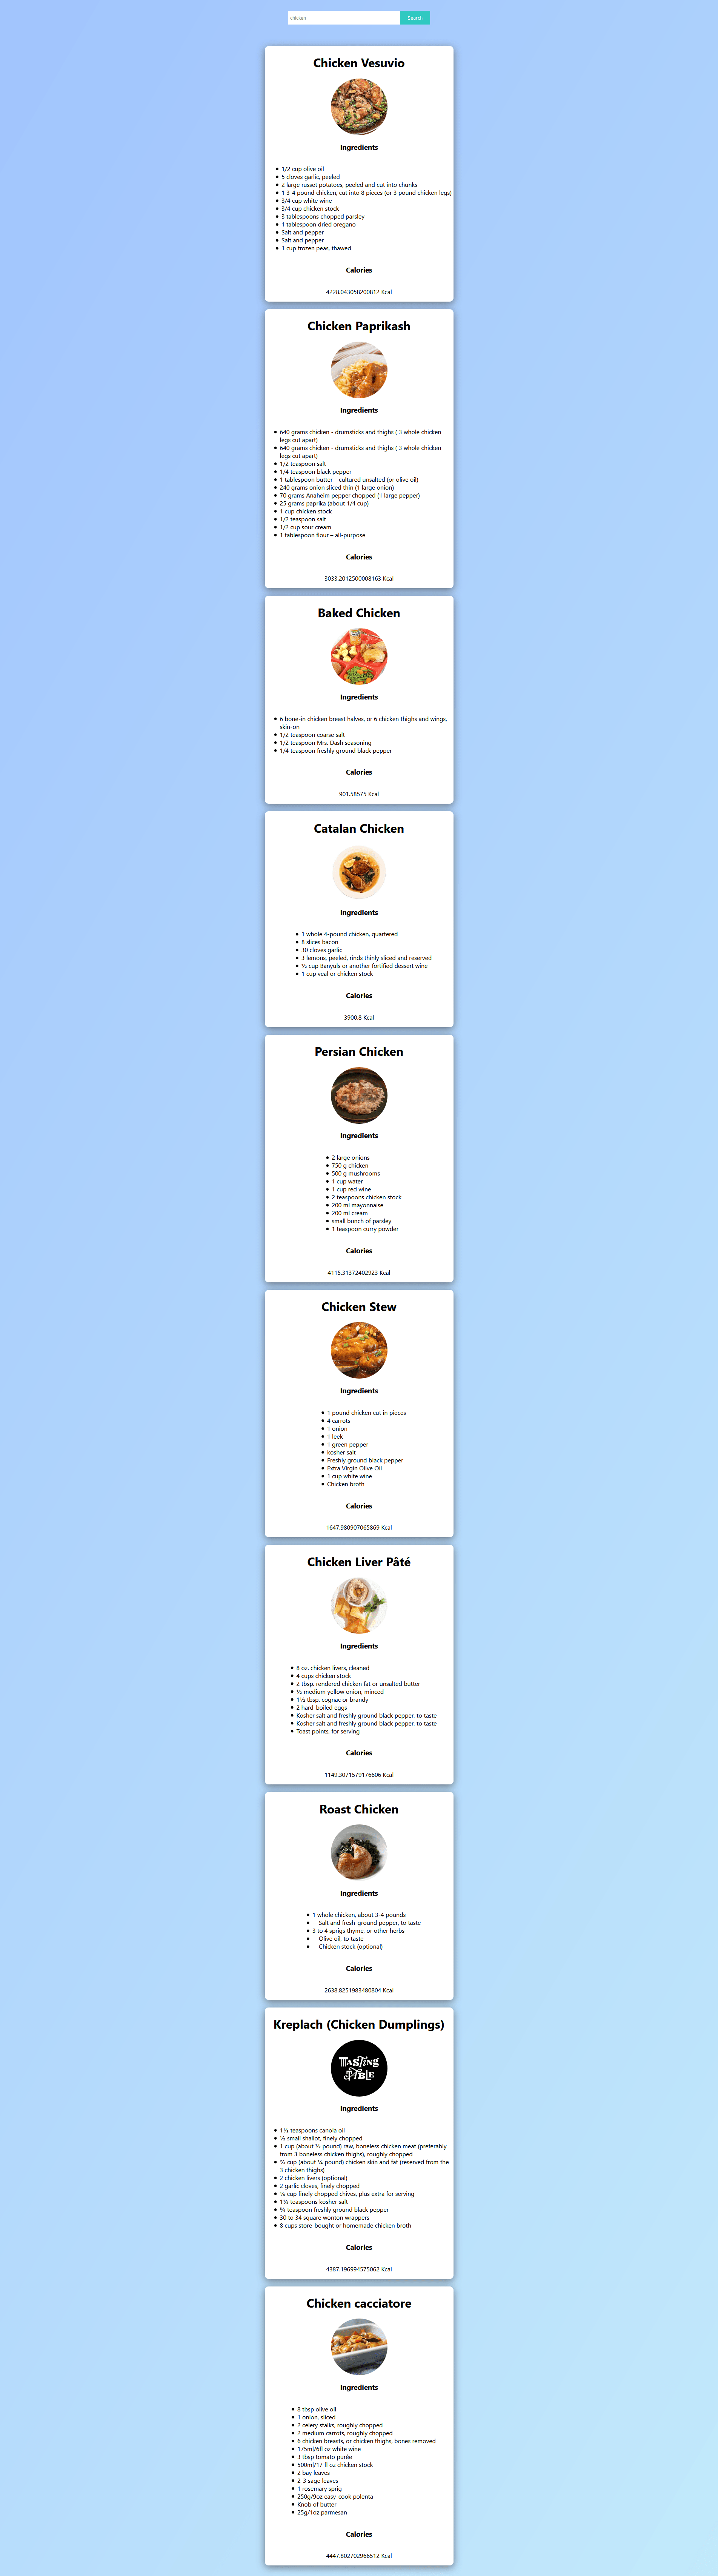 chicken
Search
Chicken Vesuvio
Ingredients
1/2 cup olive oil
5 cloves garlic, peeled
2 large russet potatoes, peeled and cut into chunks
1 3-4 pound chicken, cut into 8 pieces (or 3 pound chicken legs)
3/4 cup white wine
3/4 cup chicken stock
3 tablespoons chopped parsley
1 tablespoon dried oregano
Salt and pepper
Salt and pepper
1 cup frozen peas, thawed
Calories
4228.043058200812 Kcal
Chicken Paprikash
Ingredients
640 grams chicken - drumsticks and thighs ( 3 whole chicken
legs cut apart)
640 grams chicken - drumsticks and thighs ( 3 whole chicken
legs cut apart)
1/2 teaspoon salt
1/4 teaspoon black pepper
1 tablespoon butter – cultured unsalted (or olive oil)
240 grams onion sliced thin (1 large onion)
70 grams Anaheim pepper chopped (1 large pepper)
25 grams paprika (about 1/4 cup)
1 cup chicken stock
1/2 teaspoon salt
1/2 cup sour cream
1 tablespoon flour – all-purpose
Calories
3033.2012500008163 Kcal
Baked Chicken
Ingredients
6 bone-in chicken breast halves, or 6 chicken thighs and wings,
skin-on
1/2 teaspoon coarse salt
1/2 teaspoon Mrs. Dash seasoning
1/4 teaspoon freshly ground black pepper
Calories
901.58575 Kcal
Catalan Chicken
Ingredients
1 whole 4-pound chicken, quartered
8 slices bacon
30 cloves garlic
3 lemons, peeled, rinds thinly sliced and reserved
½ cup Banyuls or another fortified dessert wine
1 cup veal or chicken stock
Calories
3900.8 Kcal
Persian Chicken
Ingredients
2 large onions
750 g chicken
500 g mushrooms
1 cup water
1 cup red wine
2 teaspoons chicken stock
200 ml mayonnaise
200 ml cream
small bunch of parsley
1 teaspoon curry powder
Calories
4115.31372402923 Kcal
Chicken Stew
Ingredients
1 pound chicken cut in pieces
4 carrots
1 onion
1 leek
1 green pepper
kosher salt
Freshly ground black pepper
Extra Virgin Olive Oil
1 cup white wine
Chicken broth
Calories
1647.980907065869 Kcal
Chicken Liver Pâté
Ingredients
8 oz. chicken livers, cleaned
4 cups chicken stock
2 tbsp. rendered chicken fat or unsalted butter
½ medium yellow onion, minced
1½ tbsp. cognac or brandy
2 hard-boiled eggs
Kosher salt and freshly ground black pepper, to taste
Kosher salt and freshly ground black pepper, to taste
Toast points, for serving
Calories
1149.3071579176606 Kcal
Roast Chicken
Ingredients
1 whole chicken, about 3-4 pounds
-- Salt and fresh-ground pepper, to taste
3 to 4 sprigs thyme, or other herbs
-- Olive oil, to taste
-- Chicken stock (optional)
Calories
2638.8251983480804 Kcal
Kreplach (Chicken Dumplings)
TASTING
TABLE
Ingredients
1½ teaspoons canola oil
½ small shallot, finely chopped
1 cup (about ½ pound) raw, boneless chicken meat (preferably
from 3 boneless chicken thighs), roughly chopped
¾ cup (about ¼ pound) chicken skin and fat (reserved from the
3 chicken thighs)
2 chicken livers (optional)
2 garlic cloves, finely chopped
¼ cup finely chopped chives, plus extra for serving
1¼ teaspoons kosher salt
¾ teaspoon freshly ground black pepper
30 to 34 square wonton wrappers
8 cups store-bought or homemade chicken broth
Calories
4387.196994575062 Kcal
Chicken cacciatore
Ingredients
8 tbsp olive oil
1 onion, sliced
2 celery stalks, roughly chopped
2 medium carrots, roughly chopped
6 chicken breasts, or chicken thighs, bones removed
175ml/6fl oz white wine
3 tbsp tomato purée
500ml/17 fl oz chicken stock
2 bay leaves
2-3 sage leaves
1 rosemary sprig
250g/9oz easy-cook polenta
Knob of butter
25g/1oz parmesan
Calories
4447.802702966512 Kcal